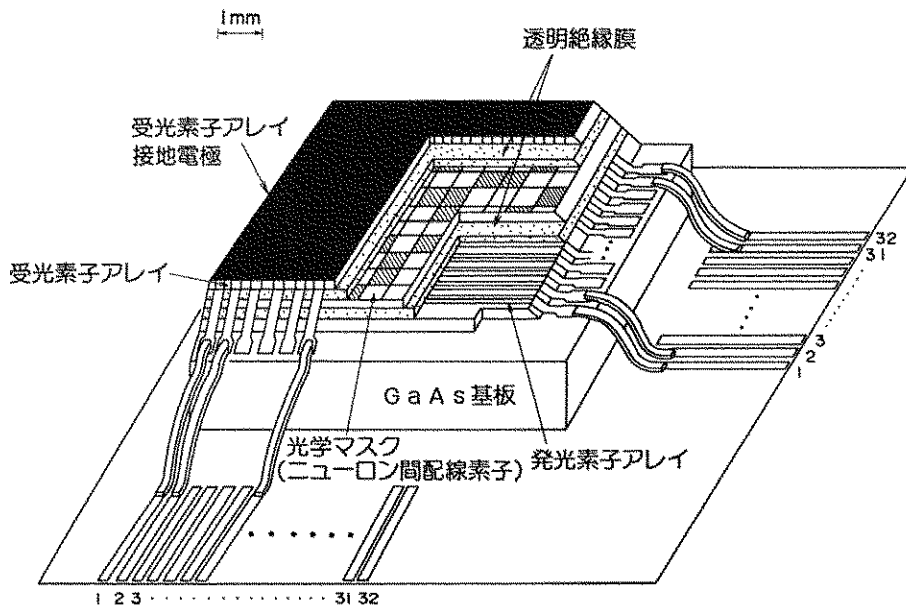 1mm
透明絶縁膜
受光素子アレイ
接地電極
受光素子アレイ
32
31
3
2
1
GaAs基板
光学マスク
(ニューロン間配線素子)
発光素子アレイ
1 2 3 31 32